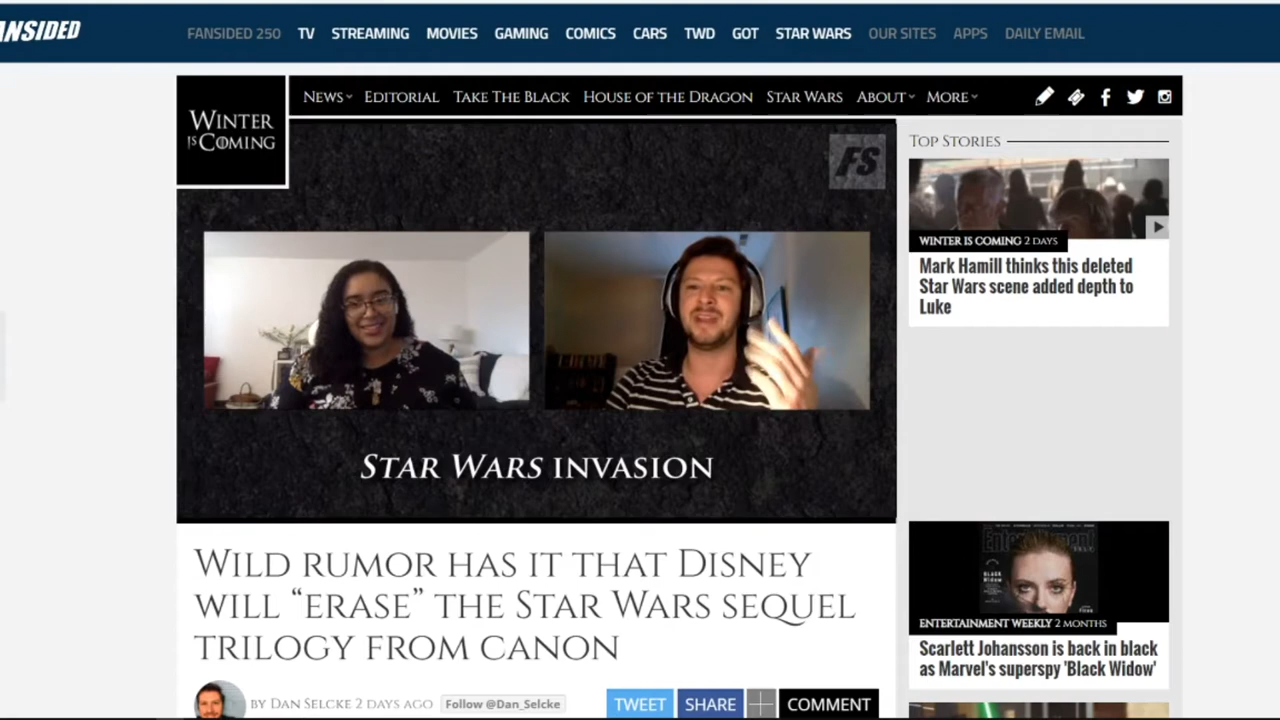 ANSIDED
FANSIDED 250 TV STREAMING MOVIES GAMING COMICS CARS TWD GOT STAR WARS OUR SITES APPS DAILY EMAIL
WINTER
IS COMING
NEWS EDITORIAL TAKE THE BLACK HOUSE OF THE DRAGON STAR WARS ABOUT MORE
FS
STAR WARS INVASION
WILD RUMOR HAS IT THAT DISNEY
WILL “ERASE” THE STAR WARS SEQUEL
TRILOGY FROM CANON
BY DAN SELCKE 2 DAYS AGO Follow @Dan_Selcke
TWEET SHARE COMMENT
TOP STORIES
WINTER IS COMING 2 DAYS
Mark Hamill thinks this deleted
Star Wars scene added depth to
Luke
Entertainment
BLACK
ENTERTAINMENT WEEKLY 2 MONTHS
Scarlett Johansson is back in black
as Marvel's superspy 'Black Widow'